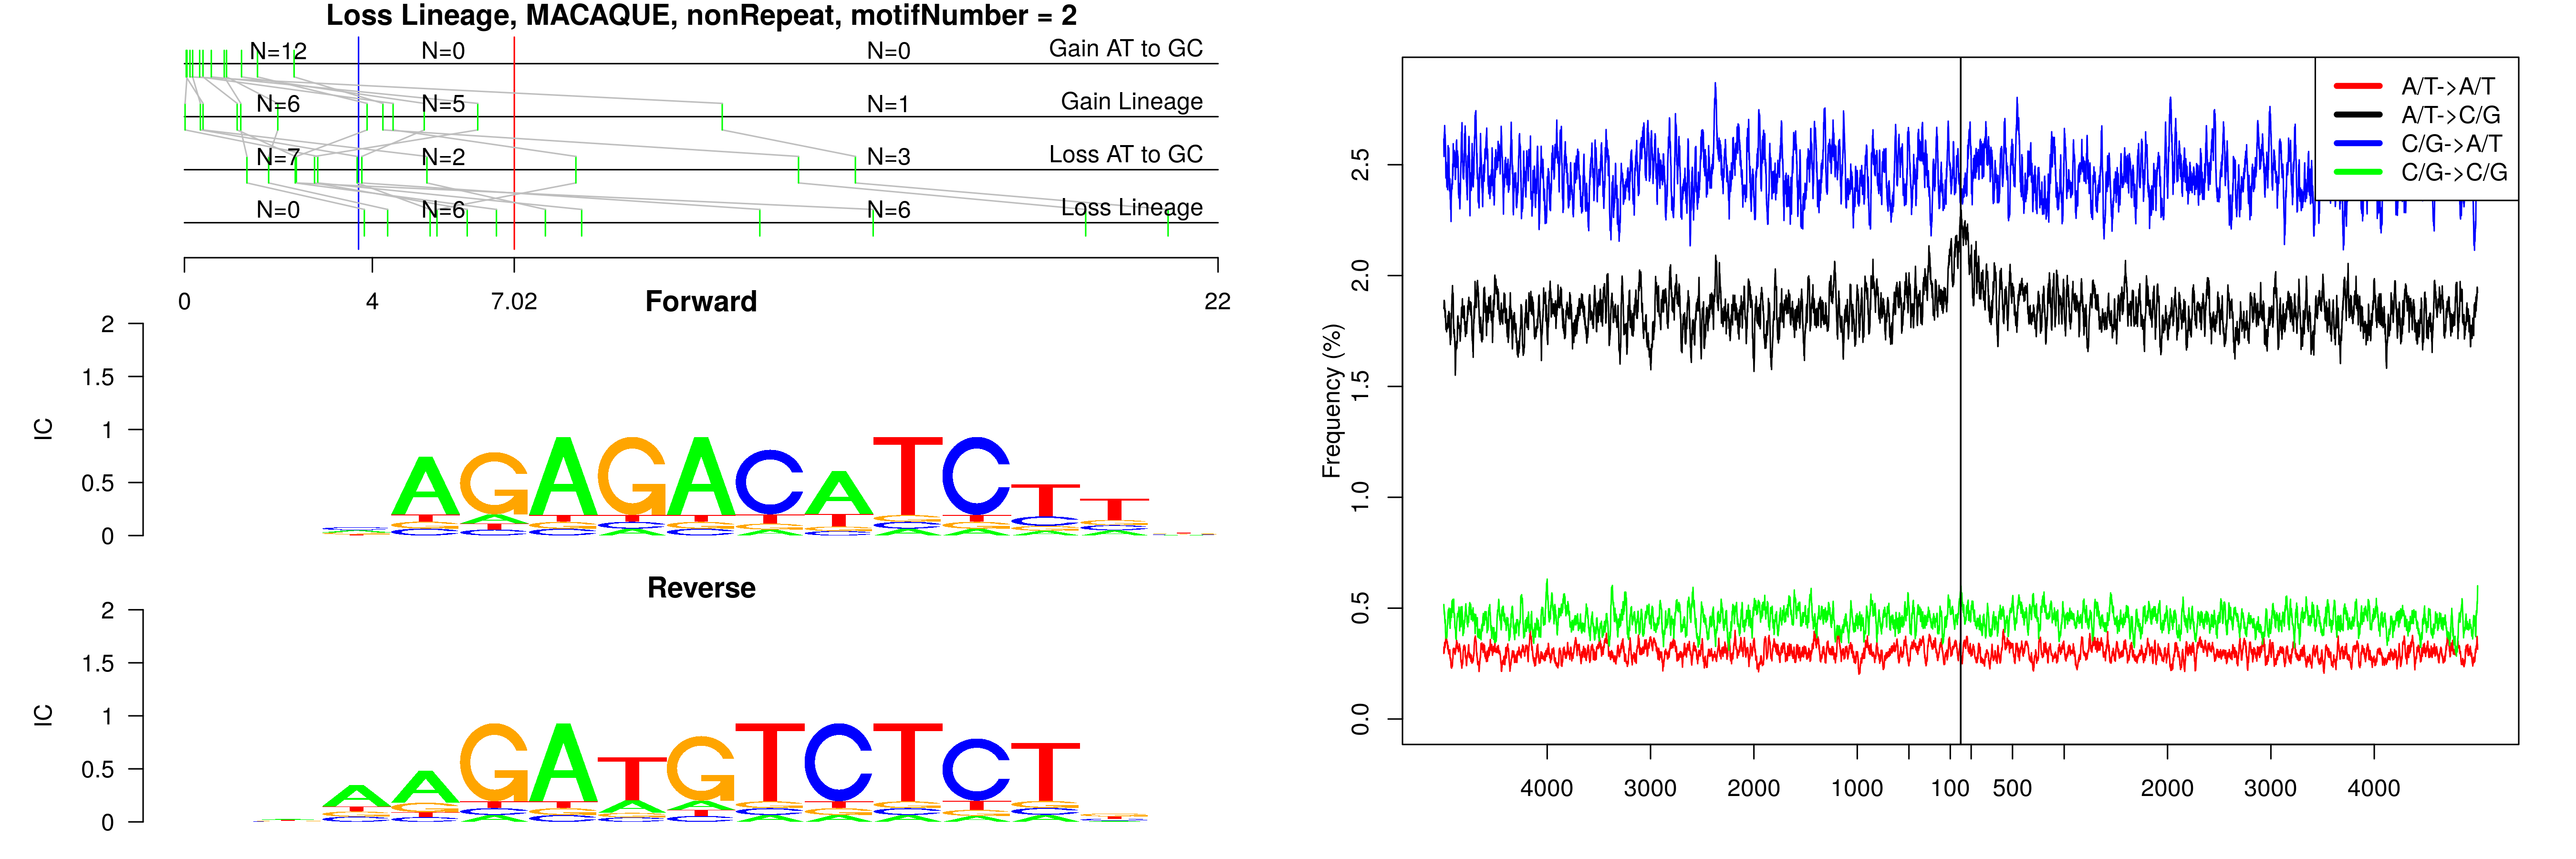 Loss Lineage, MACAQUE, nonRepeat, motifNumber = 2
N=12 N=0 N=0 Gain AT to GC
N=6 N=5 N=1 Gain Lineage
N=7 N=2 N=3 Loss AT to GC
N=0 N=6 N=6 Loss Lineage
0 4 7.02 22
Forward
2
1.5
1
0.5
0
IC
AGAGACATCTT
Reverse
2
1.5
1
0.5
0
IC
AAGATGTCTCT
A/T->A/T
A/T->C/G
C/G->A/T
C/G->C/G
Frequency (%)
2.5
2.0
1.5
1.0
0.5
0.0
4000 3000 2000 1000 100 500 2000 3000 4000